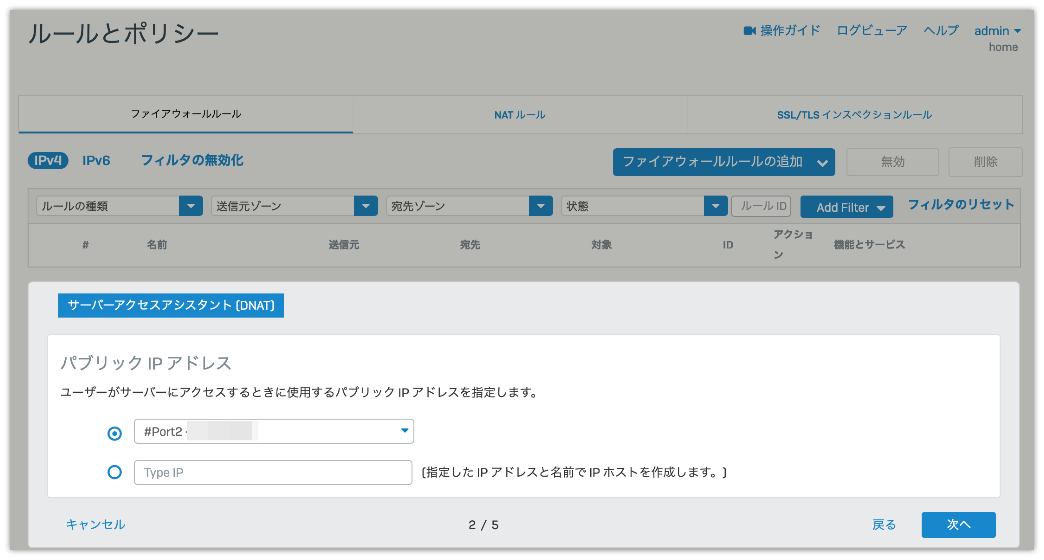 ルールとポリシー
操作ガイド ログビューア ヘルプ admin
home
ファイアウォールルール NAT ルール SSL/TLS インスペクションルール
IPv4 IPv6 フィルタの無効化 ファイアウォールルールの追加 無効 削除
ルールの種類 送信元ゾーン 宛先ゾーン 状態 ルール ID Add Filter フィルタのリセット
# 名前 送信元 宛先 対象 ID アクション 機能とサービス
サーバーアクセスアシスタント (DNAT)
パブリック IP アドレス
ユーザーがサーバーにアクセスするときに使用するパブリック IP アドレスを指定します。
#Port2 -
Type IP (指定した IP アドレスと名前で IP ホストを作成します。)
キャンセル 2 / 5 戻る 次へ